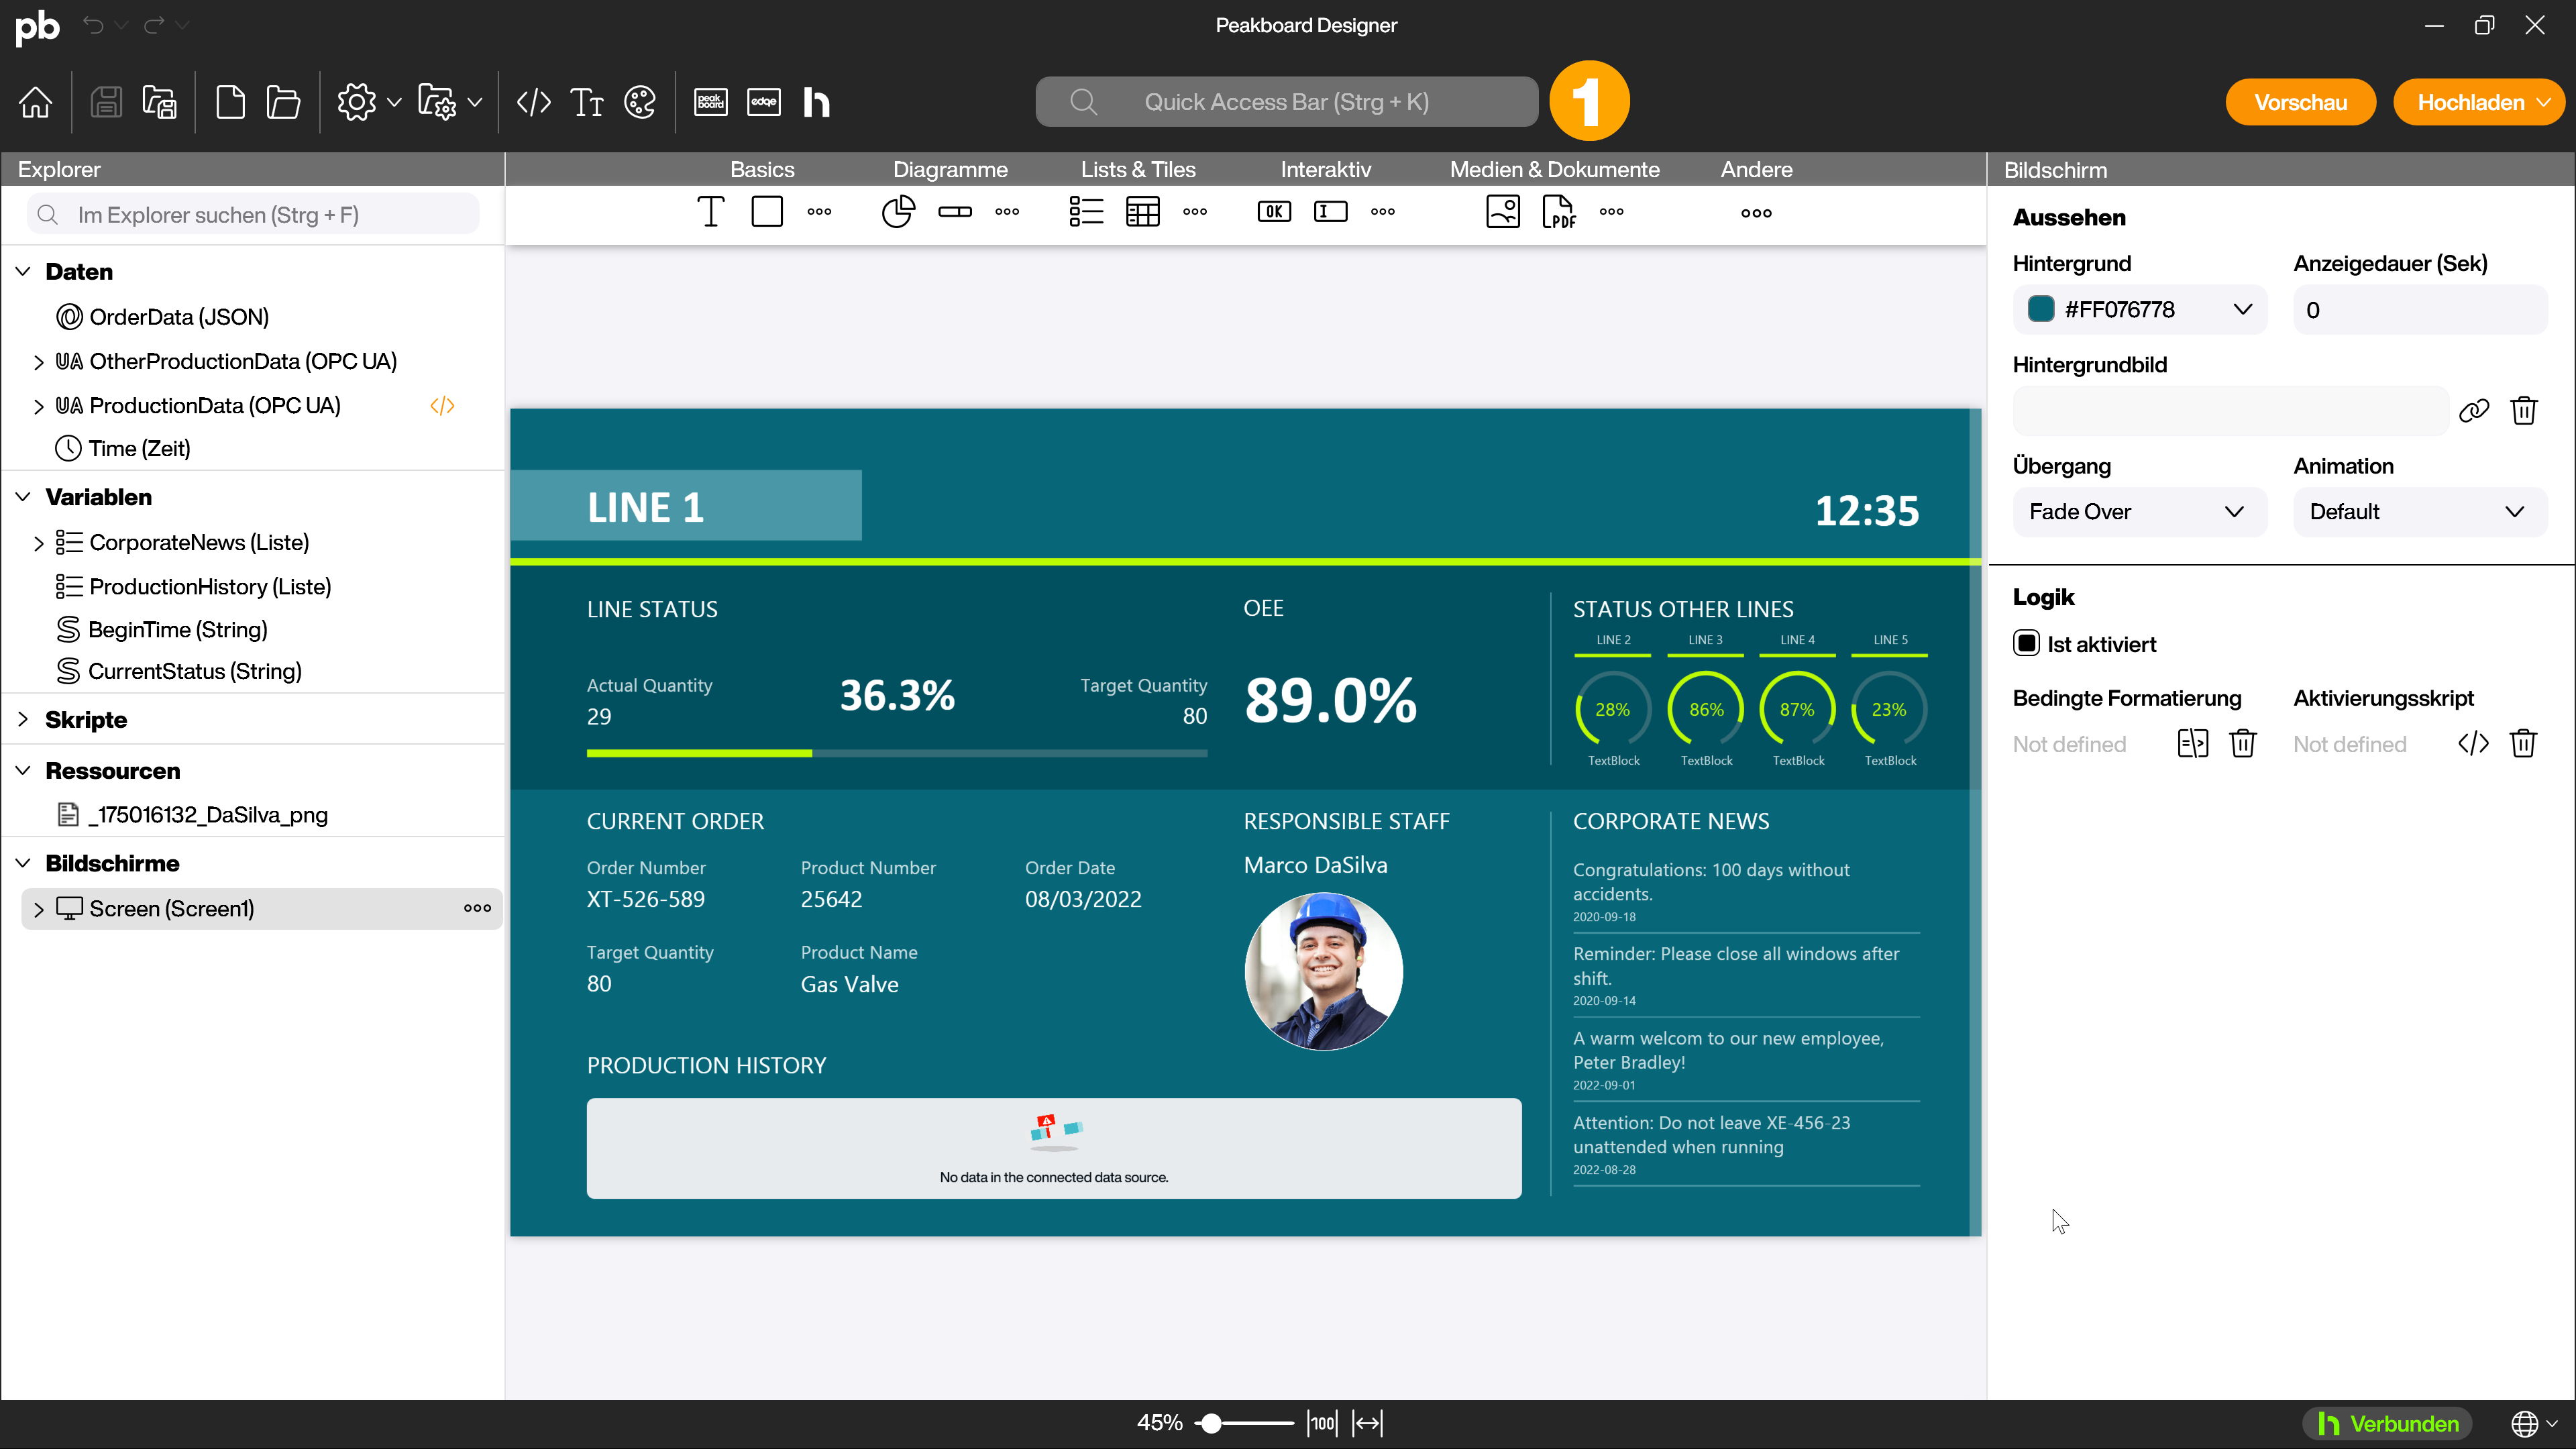 pb
Peakboard Designer
peak board
edge
h
Quick Access Bar (Strg + K)
1
Vorschau
Hochladen
Explorer
Basics
Diagramme
Lists & Tiles
Interaktiv
Medien & Dokumente
Andere
Bildschirm
Im Explorer suchen (Strg + F)
OK
PDF
Daten
OrderData (JSON)
UA OtherProductionData (OPC UA)
UA ProductionData (OPC UA)
Time (Zeit)
Variablen
CorporateNews (Liste)
ProductionHistory (Liste)
BeginTime (String)
CurrentStatus (String)
Skripte
Ressourcen
_175016132_DaSilva_png
Bildschirme
Screen (Screen1)
LINE 1
12:35
LINE STATUS
Actual Quantity
29
36.3%
Target Quantity
80
OEE
89.0%
STATUS OTHER LINES
LINE 2
LINE 3
LINE 4
LINE 5
28%
86%
87%
23%
TextBlock
TextBlock
TextBlock
TextBlock
CURRENT ORDER
Order Number
XT-526-589
Product Number
25642
Order Date
08/03/2022
Target Quantity
80
Product Name
Gas Valve
RESPONSIBLE STAFF
Marco DaSilva
CORPORATE NEWS
Congratulations: 100 days without
accidents.
2020-09-18
Reminder: Please close all windows after
shift.
2020-09-14
A warm welcom to our new employee,
Peter Bradley!
2022-09-01
Attention: Do not leave XE-456-23
unattended when running
2022-08-28
PRODUCTION HISTORY
No data in the connected data source.
Aussehen
Hintergrund
Anzeigedauer (Sek)
#FF076778
0
Hintergrundbild
Übergang
Animation
Fade Over
Default
Logik
Ist aktiviert
Bedingte Formatierung
Aktivierungsskript
Not defined
Not defined
45%
100
h Verbunden